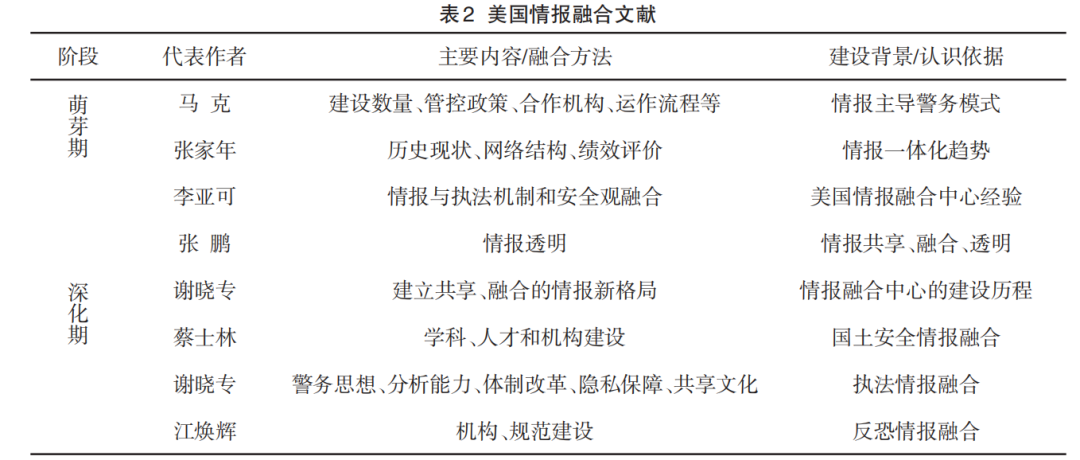 表2 美国情报融合文献
阶段 代表作者 主要内容/融合方法 建设背景/认识依据
萌芽期 马 克 建设数量、管控政策、合作机构、运作流程等 情报主导警务模式
张家年 历史现状、网络结构、绩效评价 情报一体化趋势
李亚可 情报与执法机制和安全观融合 美国情报融合中心经验
张 鹏 情报透明 情报共享、融合、透明
深化期 谢晓专 建立共享、融合的情报新格局 情报融合中心的建设历程
蔡士林 学科、人才和机构建设 国土安全情报融合
谢晓专 警务思想、分析能力、体制改革、隐私保障、共享文化 执法情报融合
江焕辉 机构、规范建设 反恐情报融合